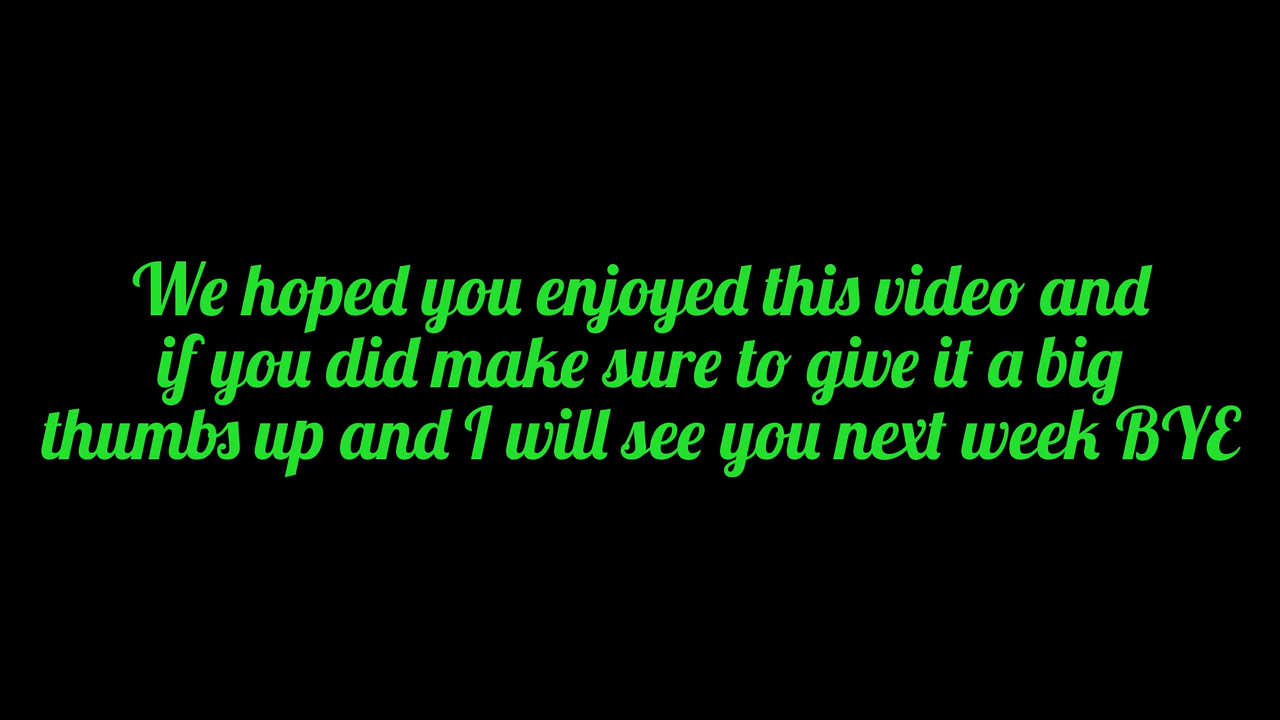 We hoped you enjoyed this video and
if you did make sure to give it a big
thumbs up and I will see you next week BYE